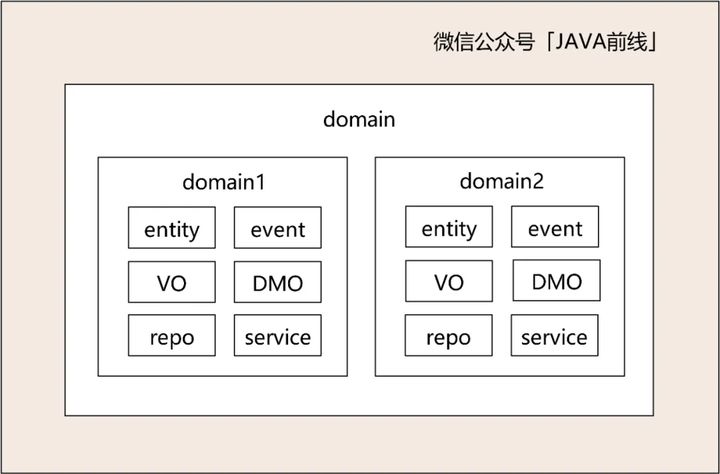 微信公众号「JAVA前线」
domain
domain1
entity event
VO DMO
repo service
domain2
entity event
VO DMO
repo service